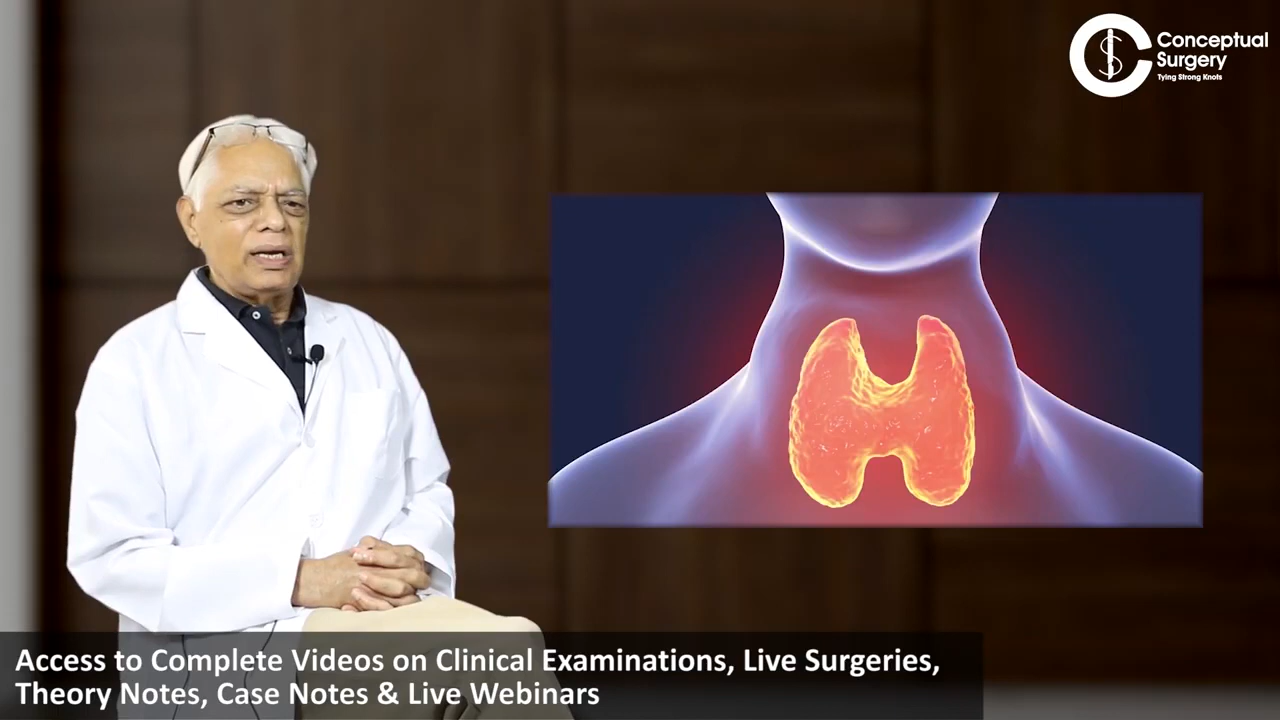 Conceptual
Surgery
Tying Strong Knots
Access to Complete Videos on Clinical Examinations, Live Surgeries,
Theory Notes, Case Notes & Live Webinars